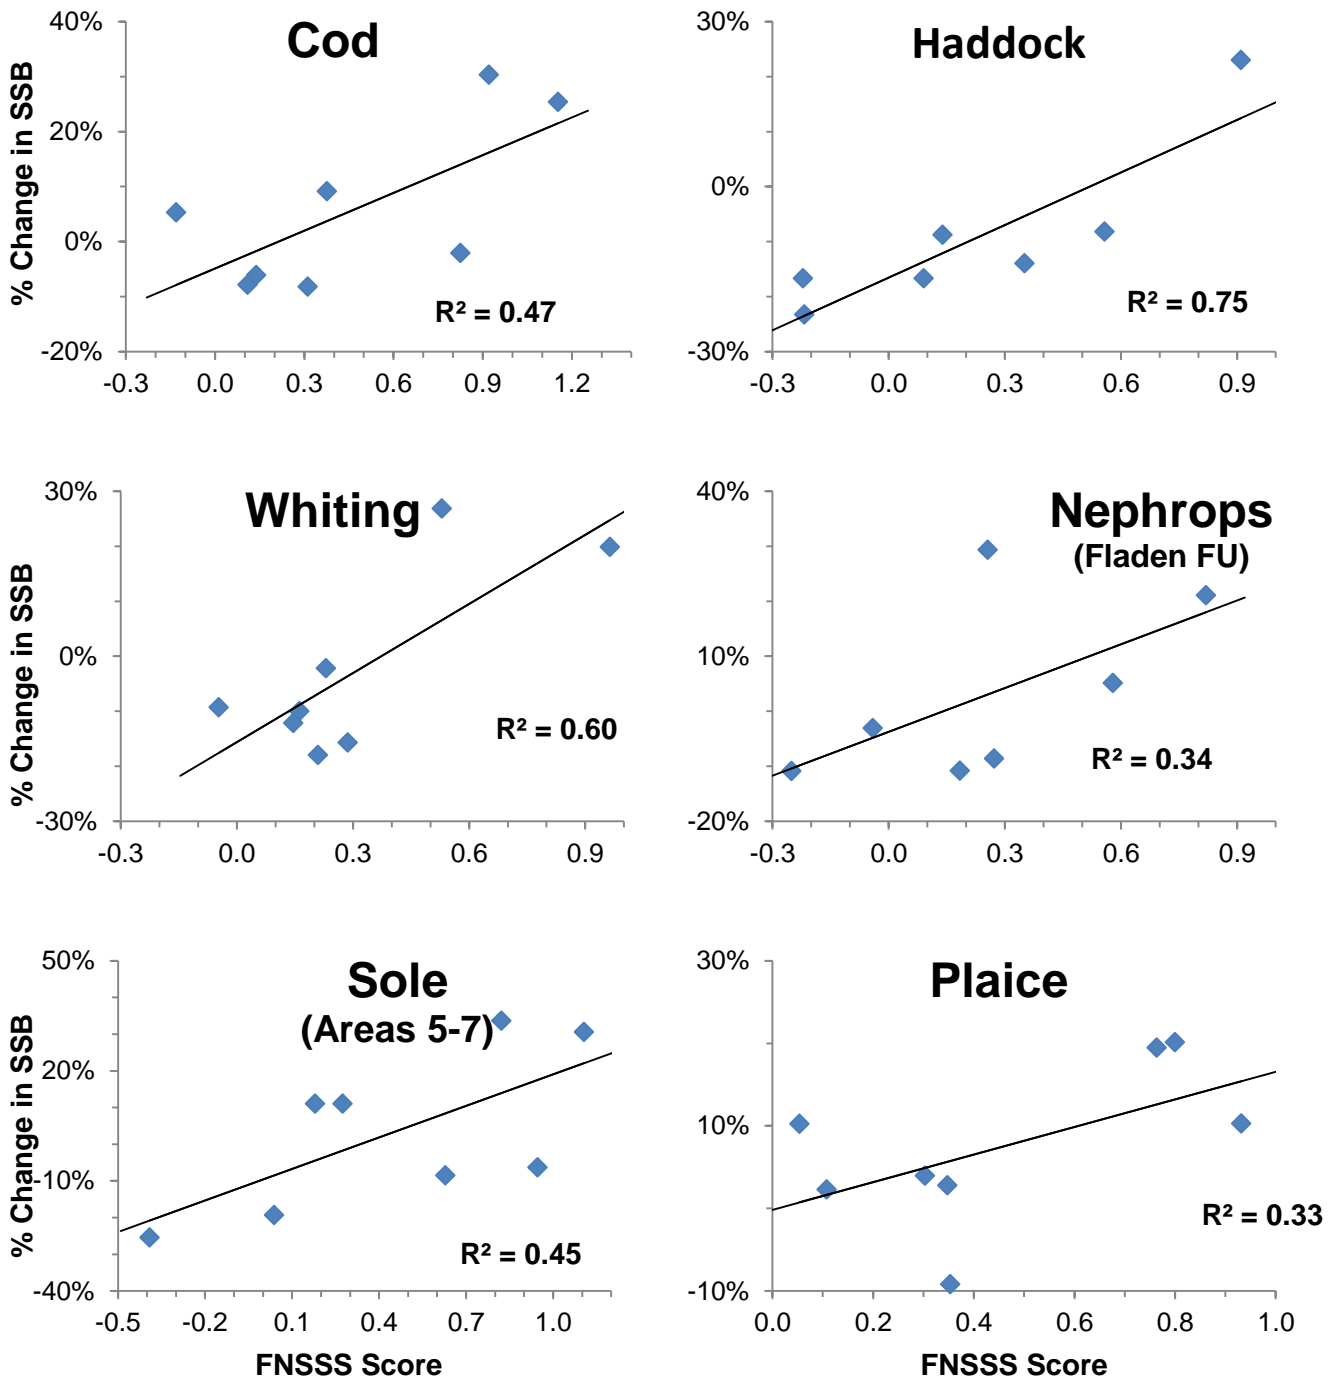 Cod
% Change in SSB
40%
20%
0%
-20%
R² = 0.47
-0.3 0.0 0.3 0.6 0.9 1.2
Haddock
30%
0%
-30%
R² = 0.75
-0.3 0.0 0.3 0.6 0.9
Whiting
% Change in SSB
30%
0%
-30%
R² = 0.60
-0.3 0.0 0.3 0.6 0.9
Nephrops
(Fladen FU)
40%
10%
-20%
R² = 0.34
-0.3 0.0 0.3 0.6 0.9
Sole
(Areas 5-7)
% Change in SSB
50%
20%
-10%
-40%
R² = 0.45
-0.5 -0.2 0.1 0.4 0.7 1.0
FNSSS Score
Plaice
30%
10%
-10%
R² = 0.33
0.0 0.2 0.4 0.6 0.8 1.0
FNSSS Score